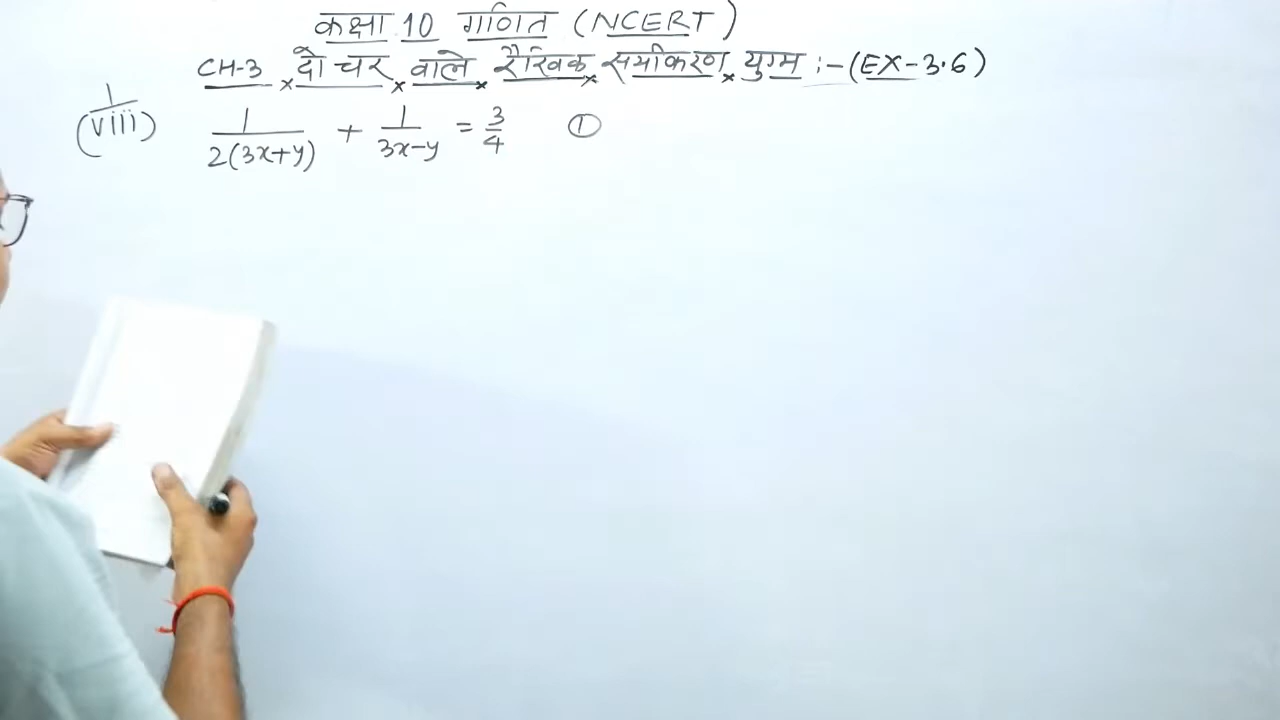 कक्षा 10 गणित (NCERT)
CH-3 दो चर वाले रैखिक समीकरण युग्म :- (EX-3.6)
1/(viii) 1/2(3x+y) + 1/3x-y = 3/4 ①